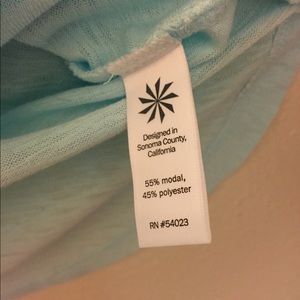 Designed in
Sonoma County,
California
55% modal,
45% polyester
RN #54023